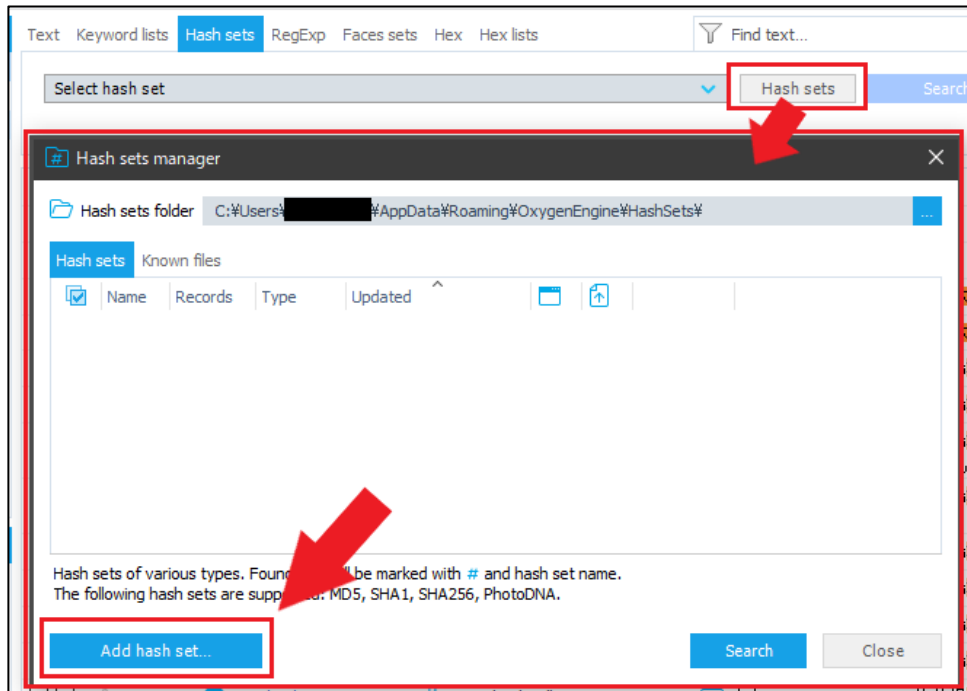 Text Keyword lists Hash sets RegExp Faces sets Hex Hex lists Find text...
Select hash set Hash sets Search
Hash sets manager
Hash sets folder C:¥Users¥ ¥AppData¥Roaming¥OxygenEngine¥HashSets¥ ...
Hash sets Known files
Name Records Type Updated
Hash sets of various types. be marked with # and hash set name.
The following hash sets are MD5, SHA1, SHA256, PhotoDNA.
Add hash set... Search Close